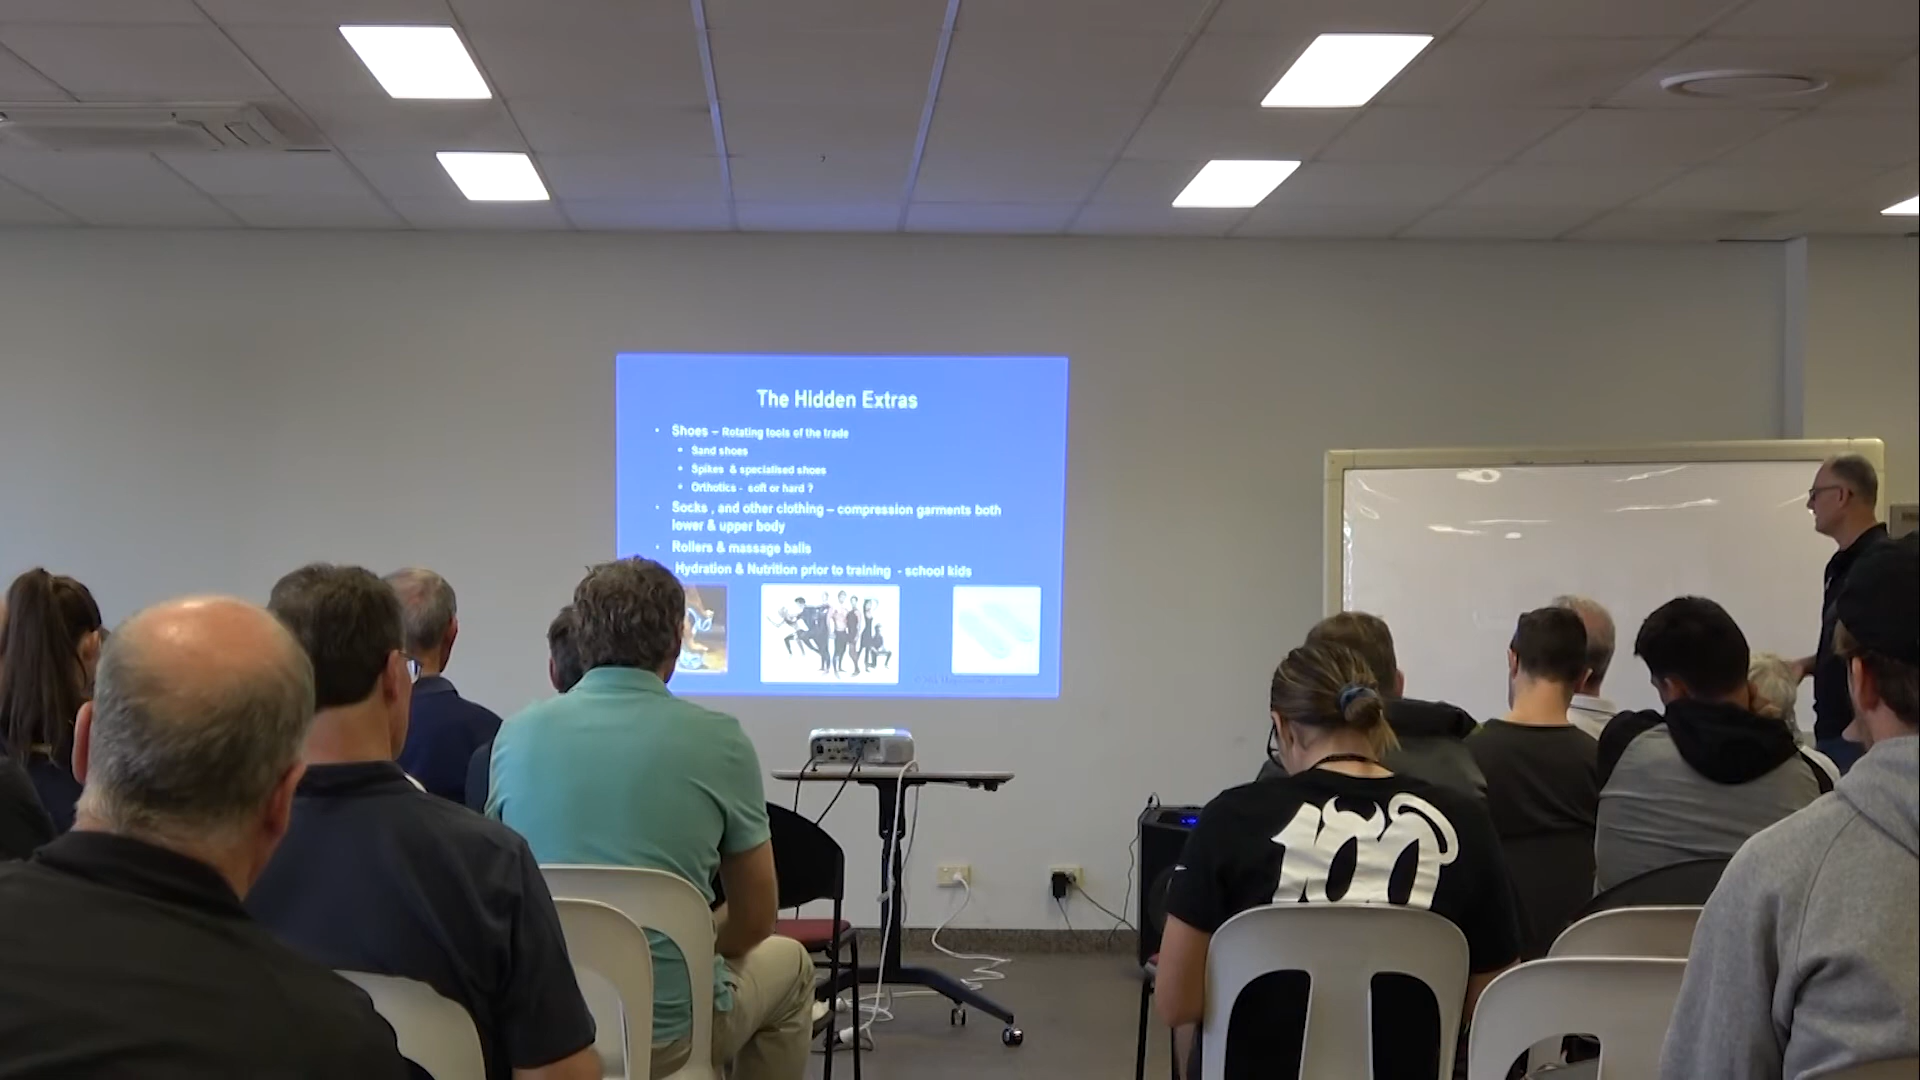 The Hidden Extras
• Shoes – Rotating tools of the trade
• Sand shoes
• Spikes & specialised shoes
• Orthotics - soft or hard ?
• Socks , and other clothing – compression garments both
lower & upper body
• Rollers & massage balls
Hydration & Nutrition prior to training - school kids
100